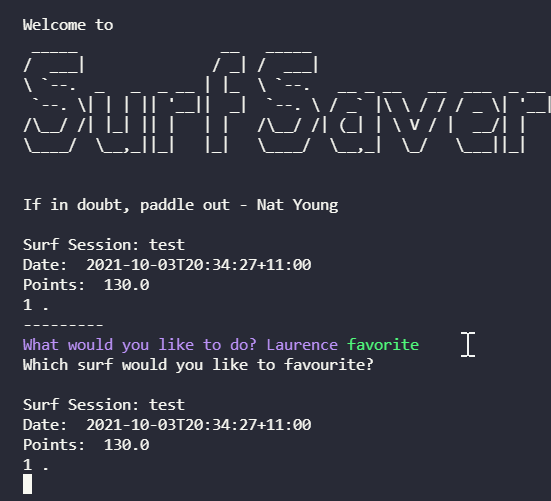 Welcome to
Surf Saver
If in doubt, paddle out - Nat Young
Surf Session: test
Date:  2021-10-03T20:34:27+11:00
Points:  130.0
1 .
---------
What would you like to do? Laurence favorite
Which surf would you like to favourite?
Surf Session: test
Date:  2021-10-03T20:34:27+11:00
Points:  130.0
1 .